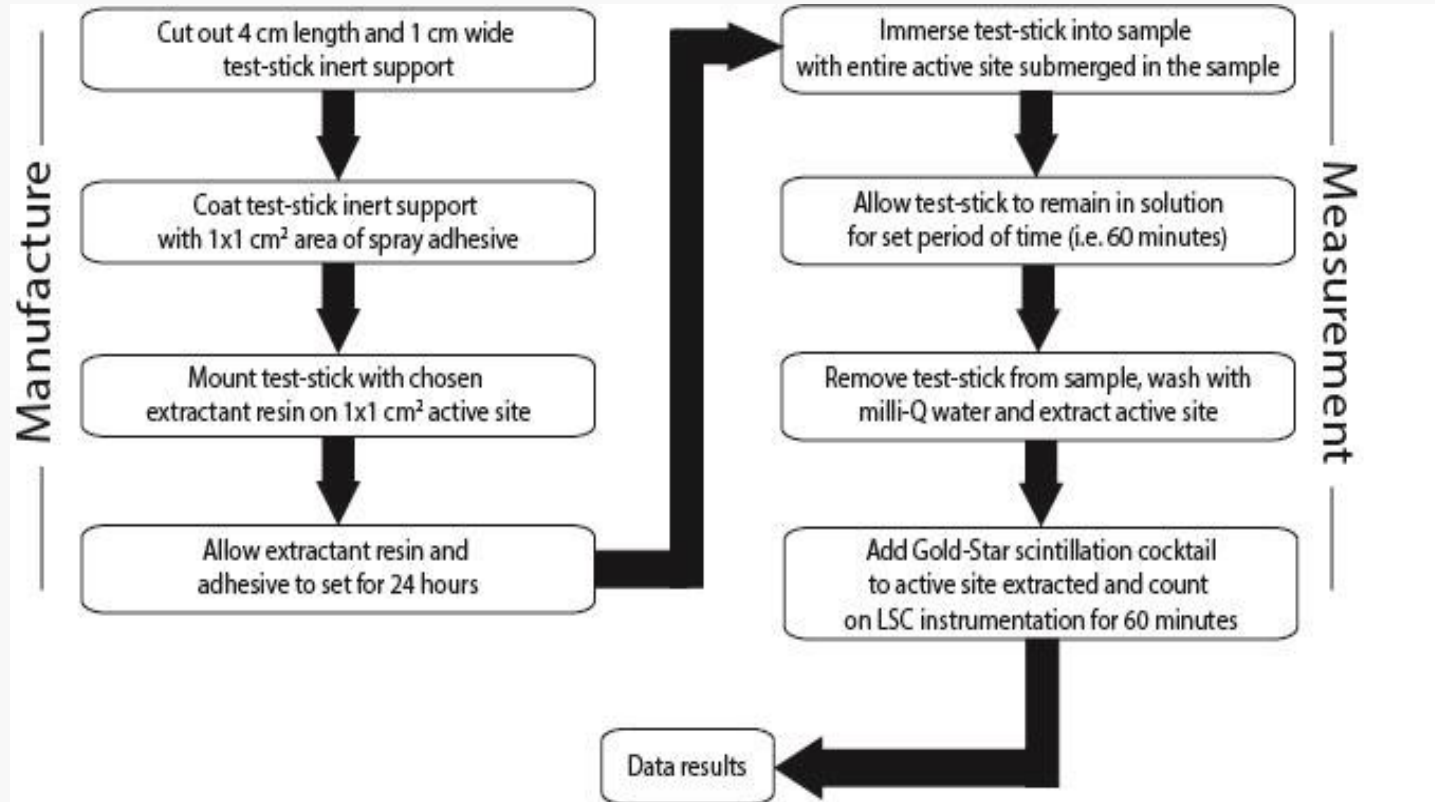 Manufacture
Cut out 4 cm length and 1 cm wide
test-stick inert support
Coat test-stick inert support
with 1x1 cm² area of spray adhesive
Mount test-stick with chosen
extractant resin on 1x1 cm² active site
Allow extractant resin and
adhesive to set for 24 hours
Measurement
Immerse test-stick into sample
with entire active site submerged in the sample
Allow test-stick to remain in solution
for set period of time (i.e. 60 minutes)
Remove test-stick from sample, wash with
milli-Q water and extract active site
Add Gold-Star scintillation cocktail
to active site extracted and count
on LSC instrumentation for 60 minutes
Data results